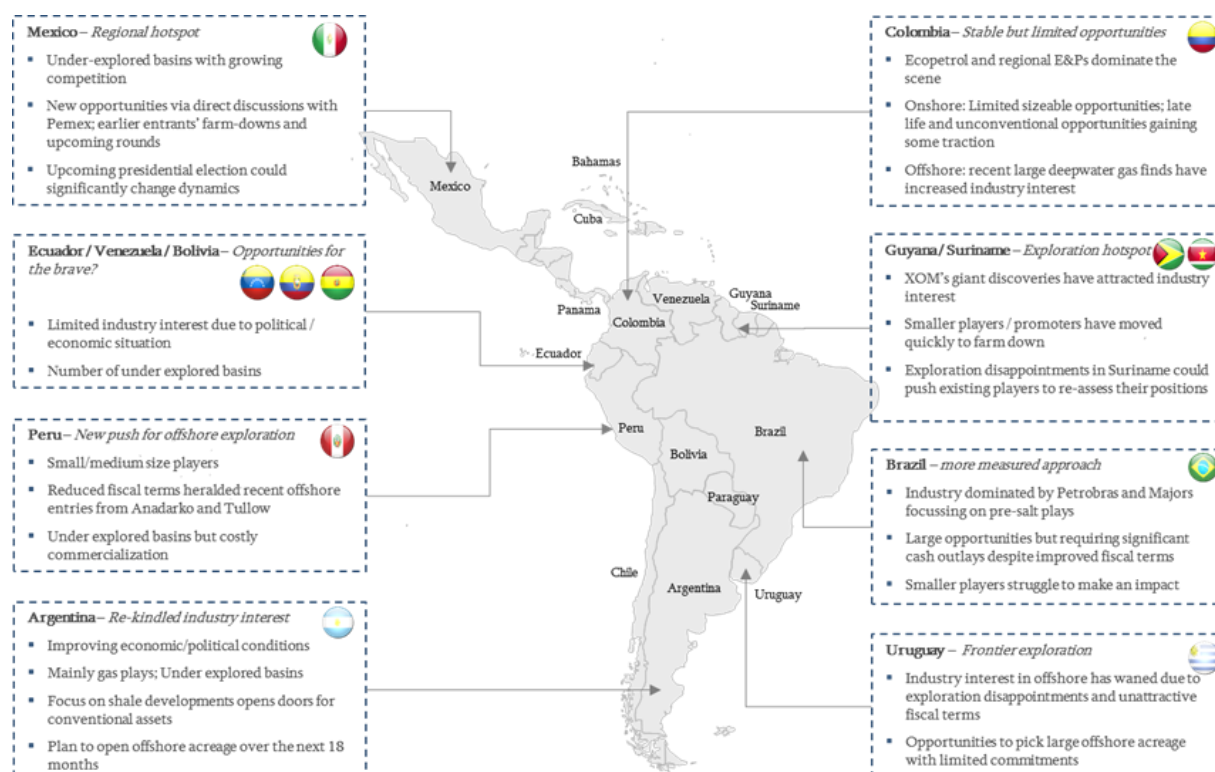 Mexico – Regional hotspot
▪ Under-explored basins with growing
competition
▪ New opportunities via direct discussions with
Pemex; earlier entrants' farm-downs and
upcoming rounds
▪ Upcoming presidential election could
significantly change dynamics
Ecuador / Venezuela / Bolivia – Opportunities for
the brave?
▪ Limited industry interest due to political /
economic situation
▪ Number of under explored basins
Peru – New push for offshore exploration
▪ Small/medium size players
▪ Reduced fiscal terms heralded recent offshore
entries from Anadarko and Tullow
▪ Under explored basins but costly
commercialization
Argentina – Re-kindled industry interest
▪ Improving economic/political conditions
▪ Mainly gas plays; Under explored basins
▪ Focus on shale developments opens doors for
conventional assets
▪ Plan to open offshore acreage over the next 18
months
Mexico
Bahamas
Cuba
Panama
Venezuela
Guyana
Suriname
Colombia
Ecuador
Peru
Brazil
Bolivia
Paraguay
Chile
Argentina
Uruguay
Colombia – Stable but limited opportunities
▪ Ecopetrol and regional E&Ps dominate the
scene
▪ Onshore: Limited sizeable opportunities; late
life and unconventional opportunities gaining
some traction
▪ Offshore: recent large deepwater gas finds have
increased industry interest
Guyana/ Suriname – Exploration hotspot
▪ XOM's giant discoveries have attracted industry
interest
▪ Smaller players / promoters have moved
quickly to farm down
▪ Exploration disappointments in Suriname could
push existing players to re-assess their positions
Brazil – more measured approach
▪ Industry dominated by Petrobras and Majors
focussing on pre-salt plays
▪ Large opportunities but requiring significant
cash outlays despite improved fiscal terms
▪ Smaller players struggle to make an impact
Uruguay – Frontier exploration
▪ Industry interest in offshore has waned due to
exploration disappointments and unattractive
fiscal terms
▪ Opportunities to pick large offshore acreage
with limited commitments